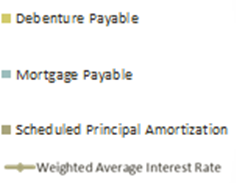 Debenture Payable
Mortgage Payable
Scheduled Principal Amortization
Weighted Average Interest Rate